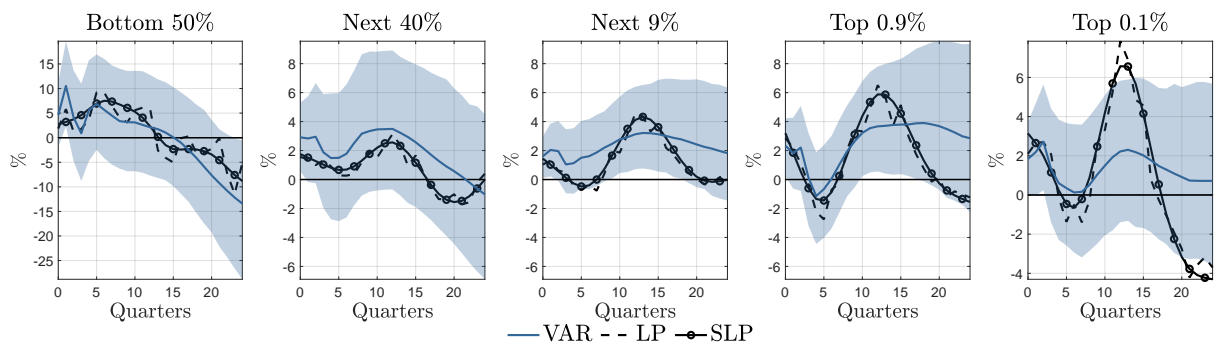 Bottom 50% Next 40% Next 9% Top 0.9% Top 0.1%
% % % % %
15 10 5 0 -5 -10 -15 -20 -25
8 6 4 2 0 -2 -4 -6
8 6 4 2 0 -2 -4 -6
8 6 4 2 0 -2 -4 -6
6 4 2 0 -2 -4
0 5 10 15 20 0 5 10 15 20 0 5 10 15 20 0 5 10 15 20 0 5 10 15 20
Quarters Quarters Quarters Quarters Quarters
VAR LP SLP